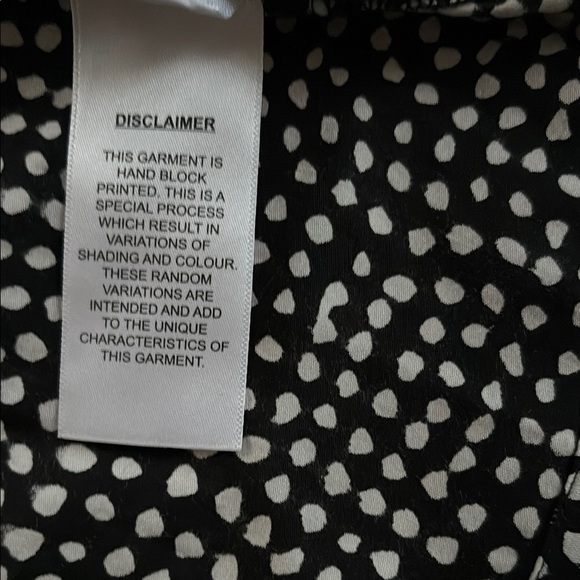 DISCLAIMER
THIS GARMENT IS
HAND BLOCK
PRINTED. THIS IS A
SPECIAL PROCESS
WHICH RESULT IN
VARIATIONS OF
SHADING AND COLOUR.
THESE RANDOM
VARIATIONS ARE
INTENDED AND ADD
TO THE UNIQUE
CHARACTERISTICS OF
THIS GARMENT.